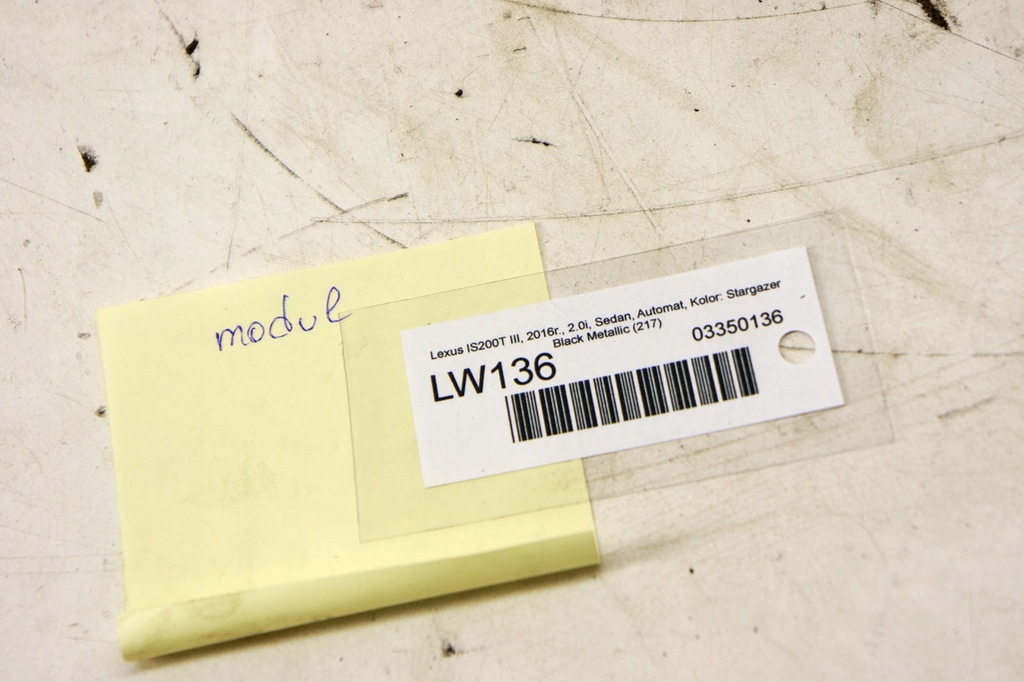 modul
Lexus IS200T III, 2016r., 2.0i, Sedan, Automat, Kolor: Stargazer
Black Metallic (217)
03350136
LW136